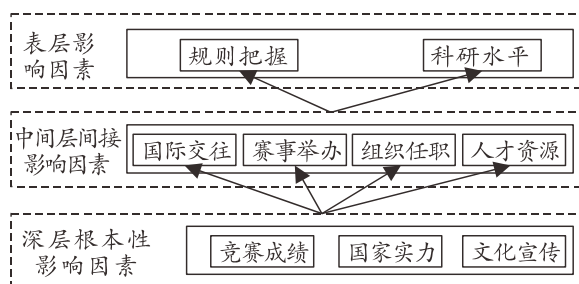 表层影
响因素
规则把握 科研水平
中间层间接
影响因素
国际交往 赛事举办 组织任职 人才资源
深层根本性
影响因素
竞赛成绩 国家实力 文化宣传